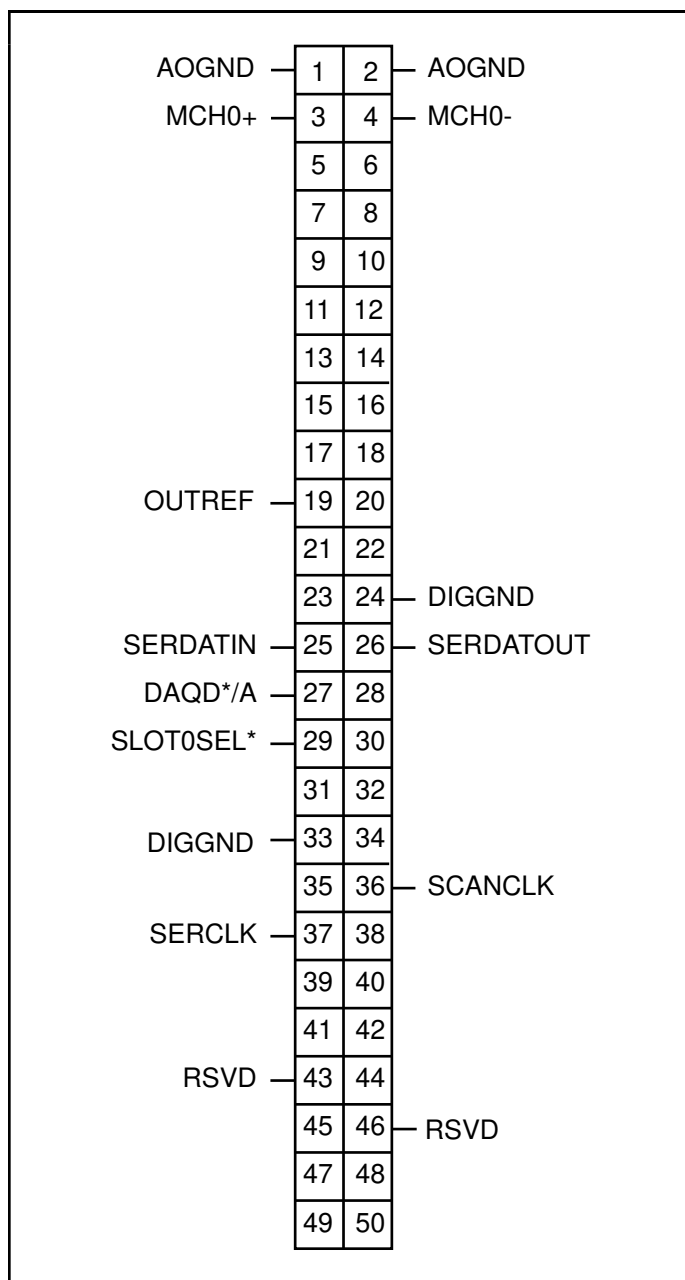 AOGND 1 2 AOGND
MCH0+ 3 4 MCH0-
5 6
7 8
9 10
11 12
13 14
15 16
17 18
OUTREF 19 20
21 22
23 24 DIGGND
SERDATIN 25 26 SERDATOUT
DAQD*/A 27 28
SLOT0SEL* 29 30
31 32
DIGGND 33 34
35 36 SCANCLK
SERCLK 37 38
39 40
41 42
RSVD 43 44
45 46 RSVD
47 48
49 50